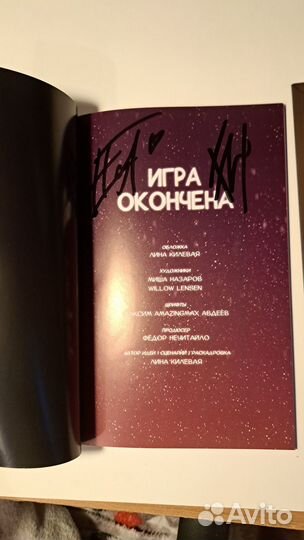 ИГРА
ОКОНЧЕНА
ОБЛОЖКА
ЛИНА КИЛЕВАЯ
ХУДОЖНИКИ
МИША НАЗАРОВ
WILLOW LENSEN
ШРИФТЫ
МАКСИМ AMAZINGMAX АВДЕЕВ
ПРОДЮСЕР
ФЁДОР НЕЧИТАЙЛО
АВТОР ИДЕИ | СЦЕНАРИЙ | РАСКАДРОВКА
ЛИНА КИЛЕВАЯ
Avito